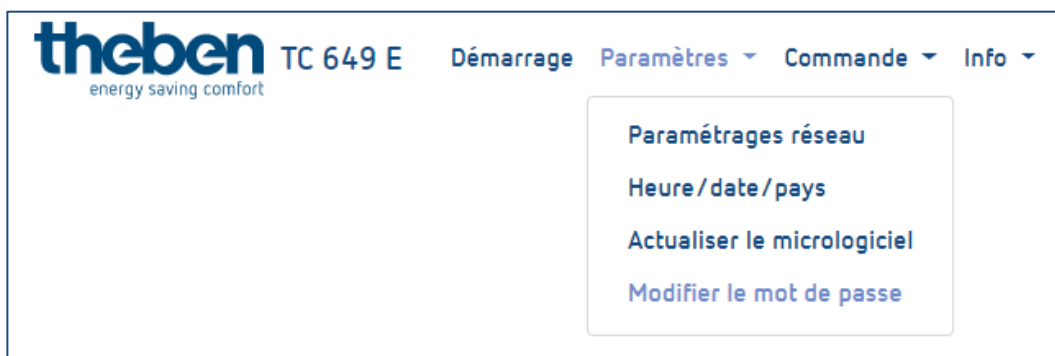 theben TC 649 E Démarrage Paramètres Commande Info
energy saving comfort
Paramétrages réseau
Heure/date/pays
Actualiser le micrologiciel
Modifier le mot de passe